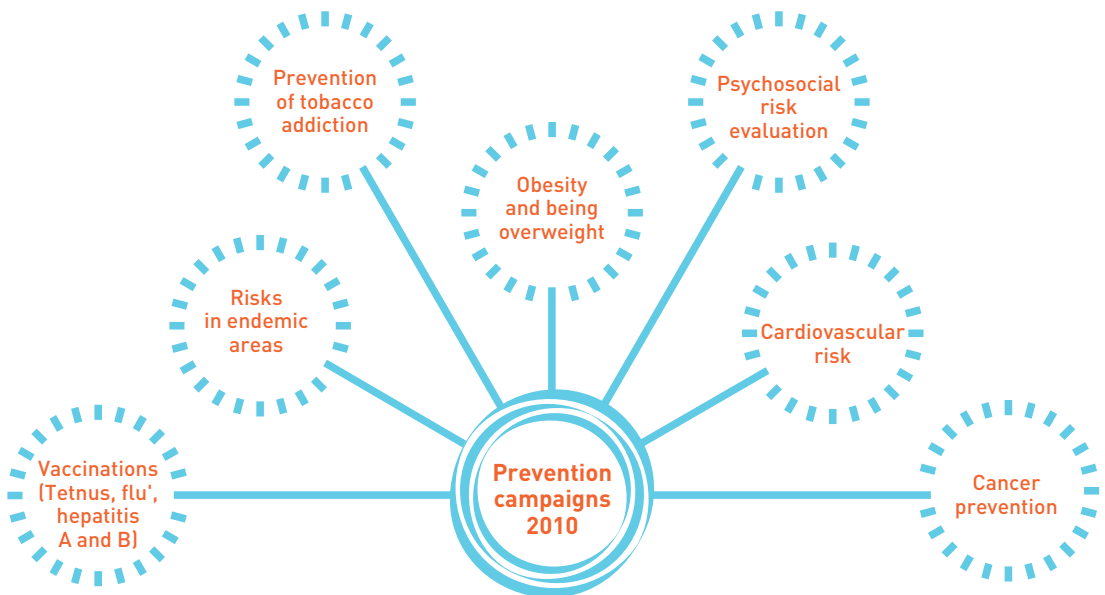 Prevention
of tobacco
addiction
Psychosocial
risk
evaluation
Obesity
and being
overweight
Risks
in endemic
areas
Cardiovascular
risk
Vaccinations
(Tetnus, flu',
hepatitis
A and B)
Prevention
campaigns
2010
Cancer
prevention